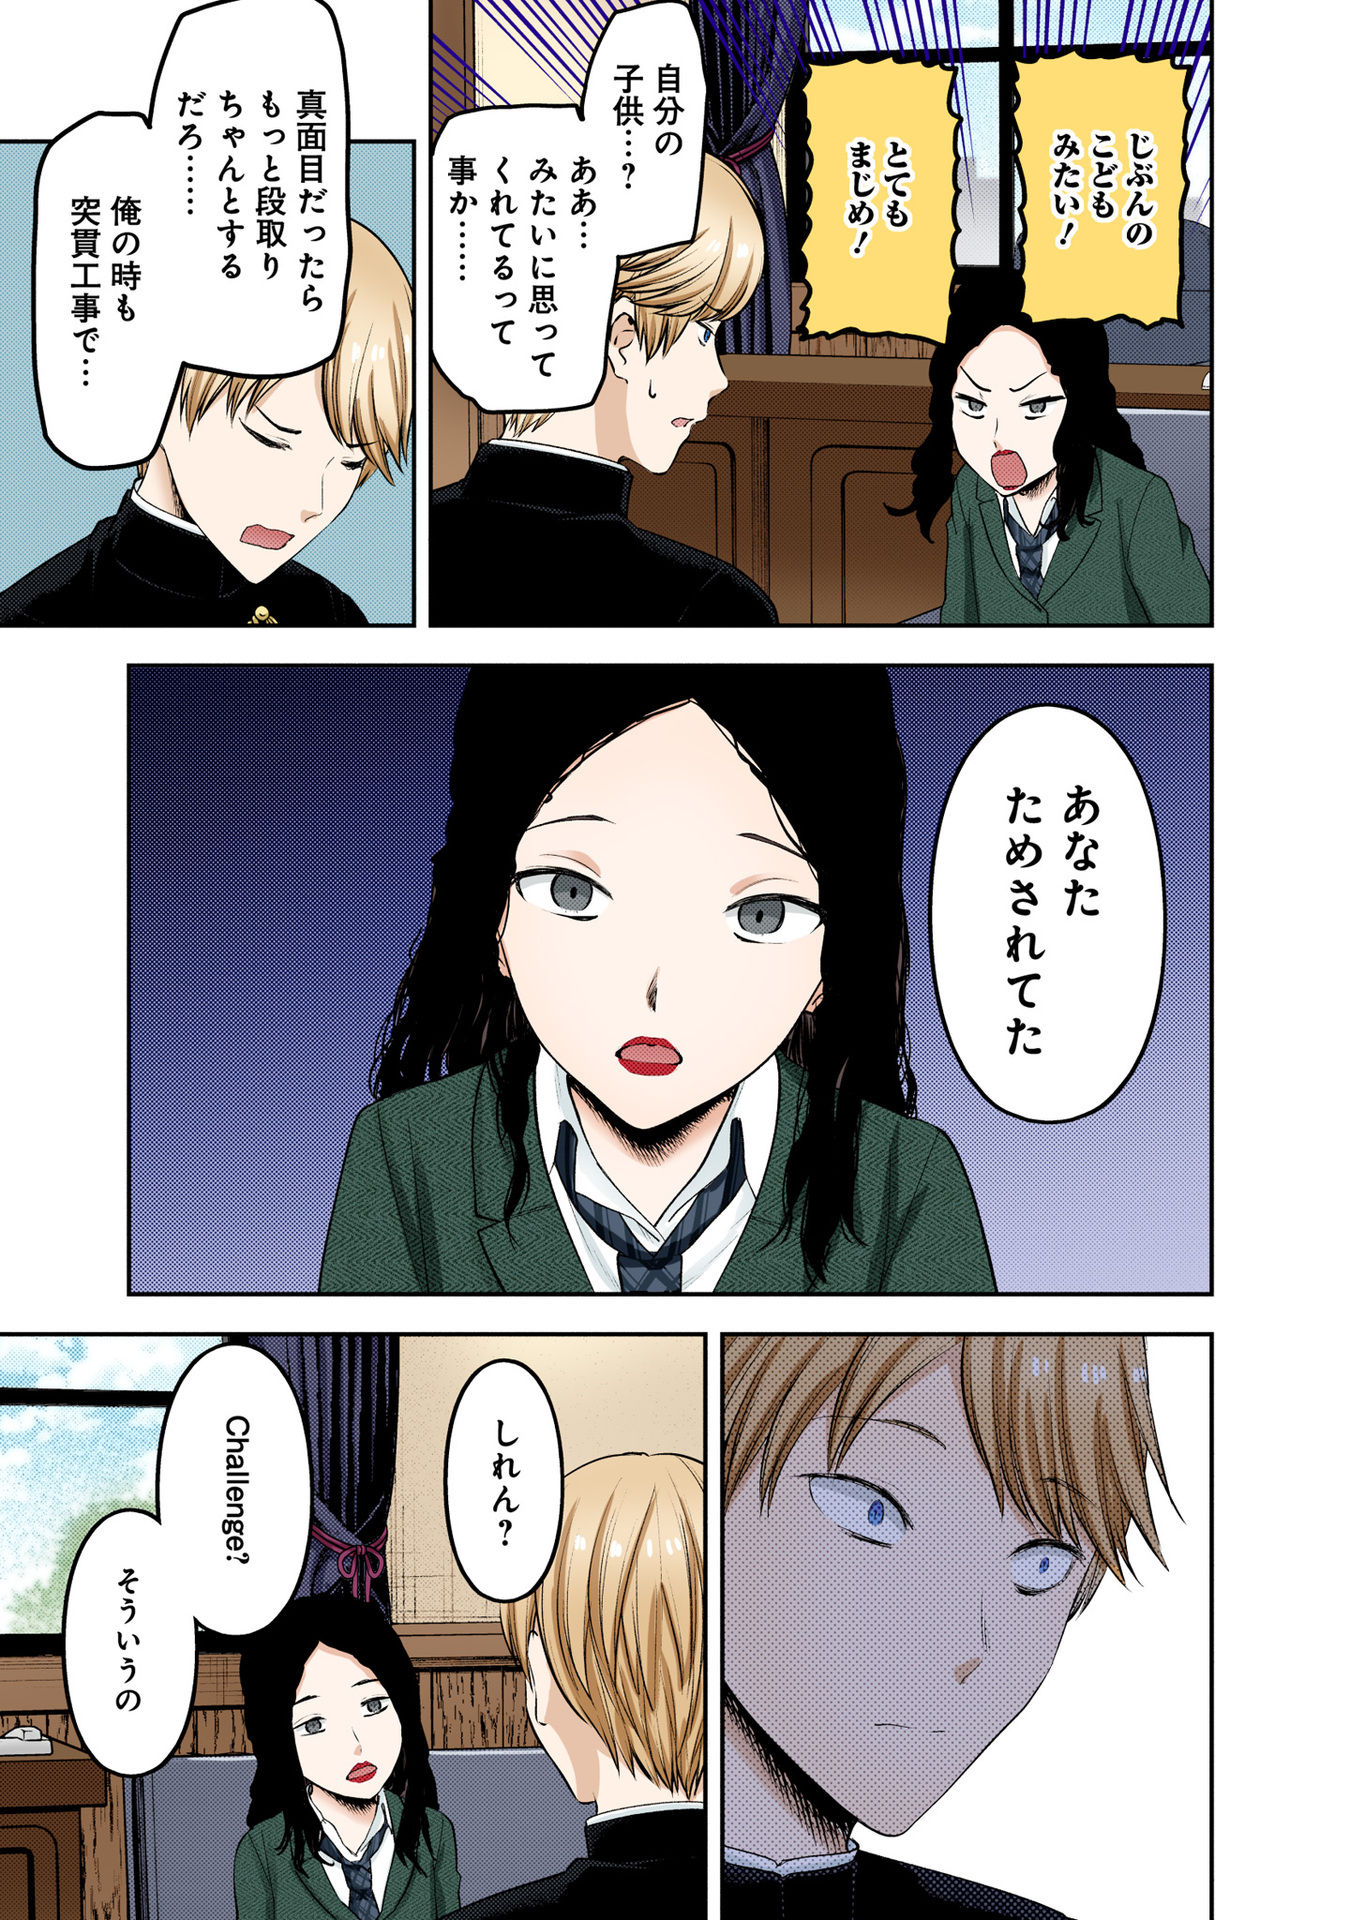 じぶんの
こども
みたい！
とても
まじめ！
自分の
子供…？
ああ…
みたいに思って
くれてるって
事か……
真面目だったら
もっと段取り
ちゃんとする
だろ……
俺の時も
突貫工事で…
あなた
ためされてた
しれん？
Challenge?
そういうの